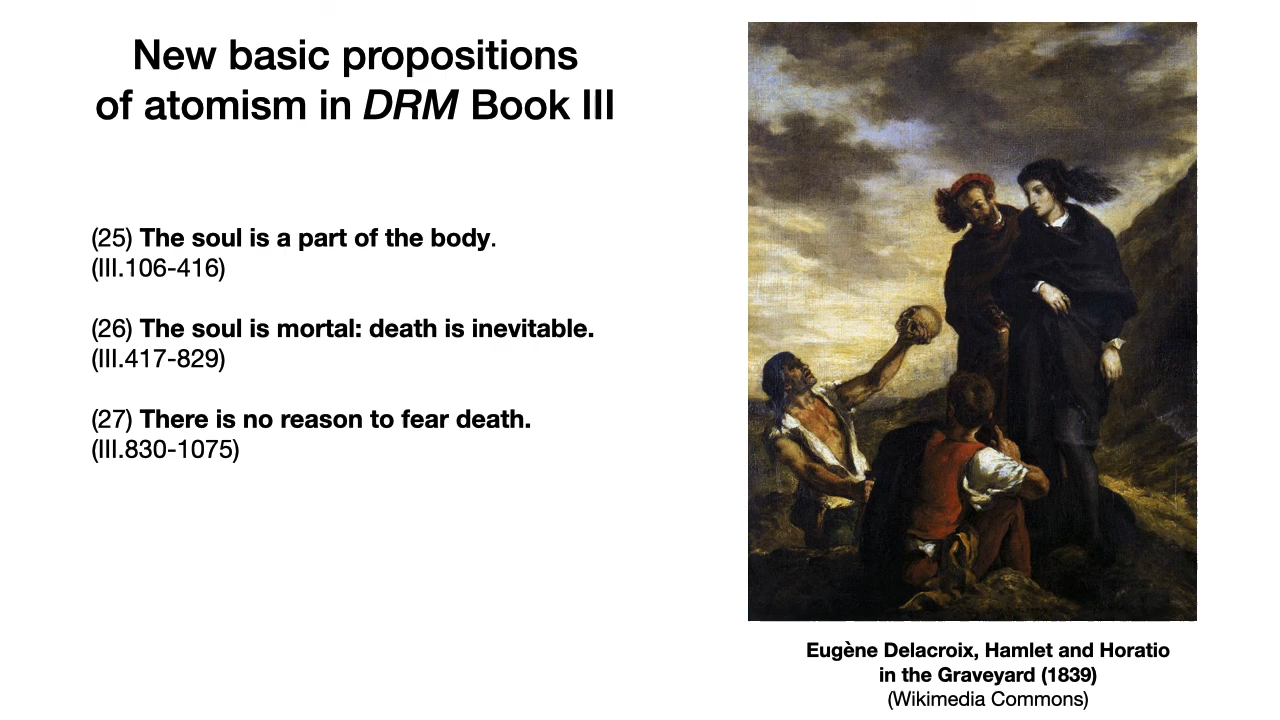 New basic propositions
of atomism in DRM Book III
(25) The soul is a part of the body.
(III.106-416)
(26) The soul is mortal: death is inevitable.
(III.417-829)
(27) There is no reason to fear death.
(III.830-1075)
Eugène Delacroix, Hamlet and Horatio
in the Graveyard (1839)
(Wikimedia Commons)